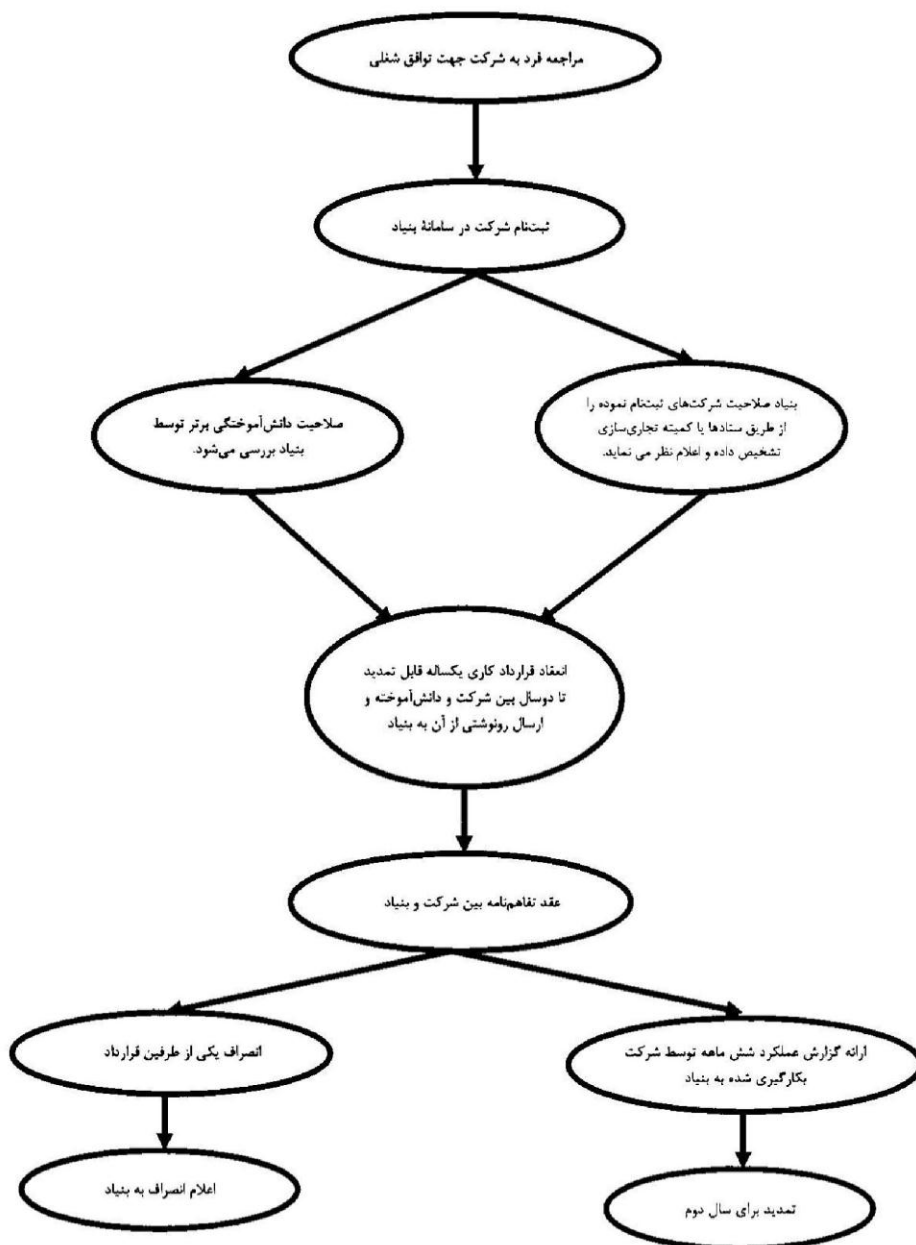 مراجعه فرد به شرکت جهت توافق شغلی
ثبت‌نام شرکت در سامانهٔ بنیاد
بنیاد صلاحیت شرکت‌های ثبت‌نام نموده را
از طریق ستادها یا کمیته تجاری‌سازی
تشخیص داده و اعلام نظر می نماید.
صلاحیت دانش‌آموختگی برتر توسط
بنیاد بررسی می‌شود.
انعقاد قرارداد کاری یکساله قابل تمدید
تا دوسال بین شرکت و دانش‌آموخته و
ارسال رونوشتی از آن به بنیاد
عقد تفاهم‌نامه بین شرکت و بنیاد
ارائه گزارش عملکرد شش ماهه توسط شرکت
بکارگیری شده به بنیاد
انصراف یکی از طرفین قرارداد
تمدید برای سال دوم
اعلام انصراف به بنیاد